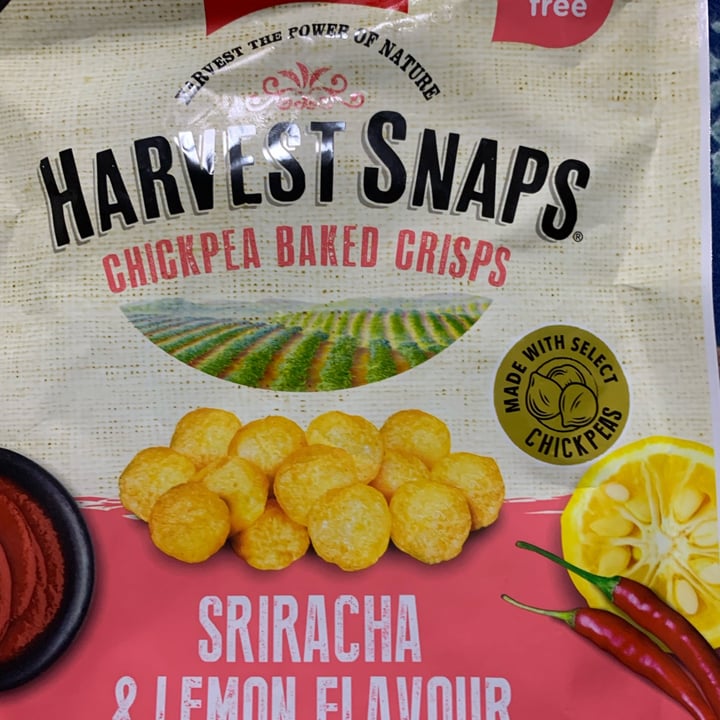 free
HARVEST THE POWER OF NATURE
HARVEST SNAPS®
CHICKPEA BAKED CRISPS
MADE WITH SELECT
CHICKPEAS
SRIRACHA
& LEMON FLAVOUR